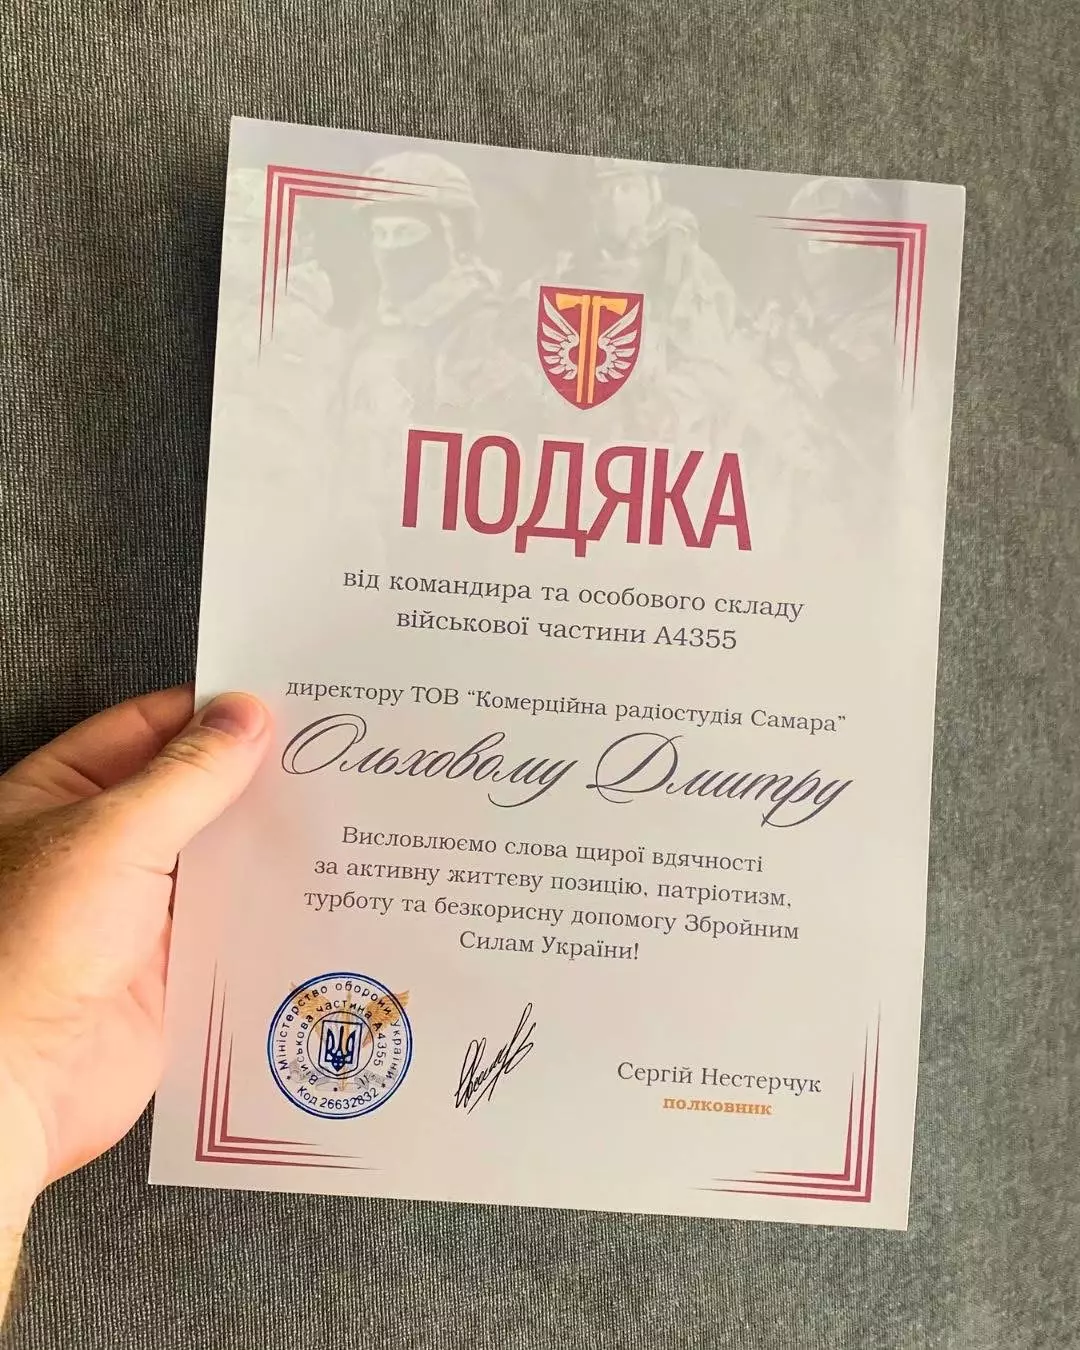 ПОДЯКА
від командира та особового складу
військової частини А4355
директору ТОВ “Комерційна радіостудія Самара”
Ольховому Дмитру
Висловлюємо слова щирої вдячності
за активну життєву позицію, патріотизм,
турботу та безкорисну допомогу Збройним
Силам України!
Міністерство оборони України
Військова частина А4355
Код 26632832
Сергій Нестерчук
полковник